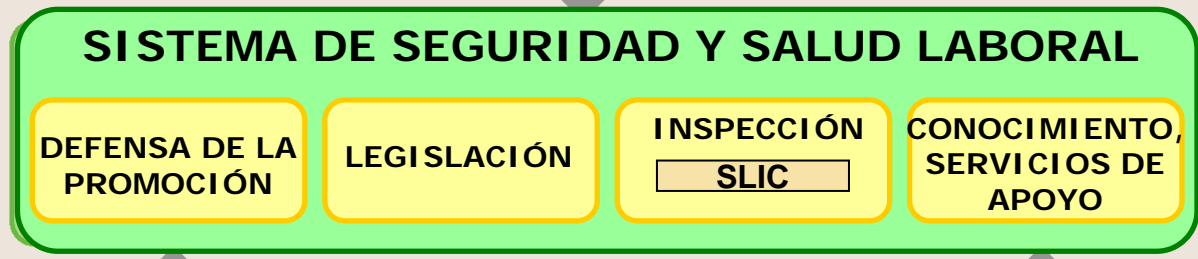 SISTEMA DE SEGURIDAD Y SALUD LABORAL
DEFENSA DE LA
PROMOCIÓN
LEGISLACIÓN
INSPECCIÓN
SLIC
CONOCIMIENTO,
SERVICIOS DE
APOYO